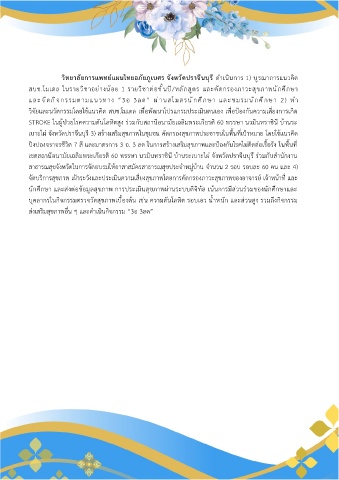 วิทยาลัยการแพทย์แผนไทยอภัยภูเบศร จังหวัดปราจีนบุรี ดำเนินการ 1) บูรณาการแนวคิด
สบช.โมเดล ในรายวิชาอย่างน้อย 1 รายวิชาต่อชั้นปี/หลักสูตร และคัดกรองภาวะสุขภาพนักศึกษา
และจัดกิจกรรมตามแนวทาง "3อ 3ลด" ผ่านสโมสรนักศึกษา และชมรมนักศึกษา 2) ทำ
วิจัยและนวัตกรรมโดยใช้แนวคิด สบช.โมเดล เพื่อพัฒนาโปรแกรมประเมินตนเอง เพื่อป้องกันความเสี่ยงการเกิด
STROKE ในผู้ป่วยโรคความดันโลหิตสูง ร่วมกับสถานีอนามัยเฉลิมพระเกียรติ 60 พรรษา นวมินทราชินี บ้านระ
เบาะไผ่ จังหวัดปราจีนบุรี 3) สร้างเสริมสุขภาพในชุมชน คัดกรองสุขภาพประชาชนในพื้นที่เป้าหมาย โดยใช้แนวคิด
ปิงปองจราจรชีวิต 7 สี และมาตรการ 3 อ. 3 ลด ในการสร้างเสริมสุขภาพและป้องกันโรคไม่ติดต่อเรื้อรัง ในพื้นที่
เขตสถานีอนามัยเฉลิมพระเกียรติ 60 พรรษา นวมินทราชินี บ้านระเบาะไผ่ จังหวัดปราจีนบุรี ร่วมกับสำนักงาน
สาธารณสุขจังหวัดในการจัดอบรมให้อาสาสมัครสาธารณสุขประจำหมู่บ้าน จำนวน 2 รอบ รอบละ 60 คน และ 4)
จัดบริการสุขภาพ เฝ้าระวังและประเมินความเสี่ยงสุขภาพโดยการคัดกรองภาวะสุขภาพของอาจารย์ เจ้าหน้าที่ และ
นักศึกษา และส่งต่อข้อมูลสุขภาพ การประเมินสุขภาพผ่านระบบดิจิทัล เน้นการมีส่วนร่วมของนักศึกษาและ
บุคลากรในกิจกรรมตรวจวัดสุขภาพเบื้องต้น เช่น ความดันโลหิต รอบเอว น้ำหนัก และส่วนสูง รวมถึงกิจกรรม
ส่งเสริมสุขภาพอื่น ๆ และดำเนินกิจกรรม "3อ 3ลด"